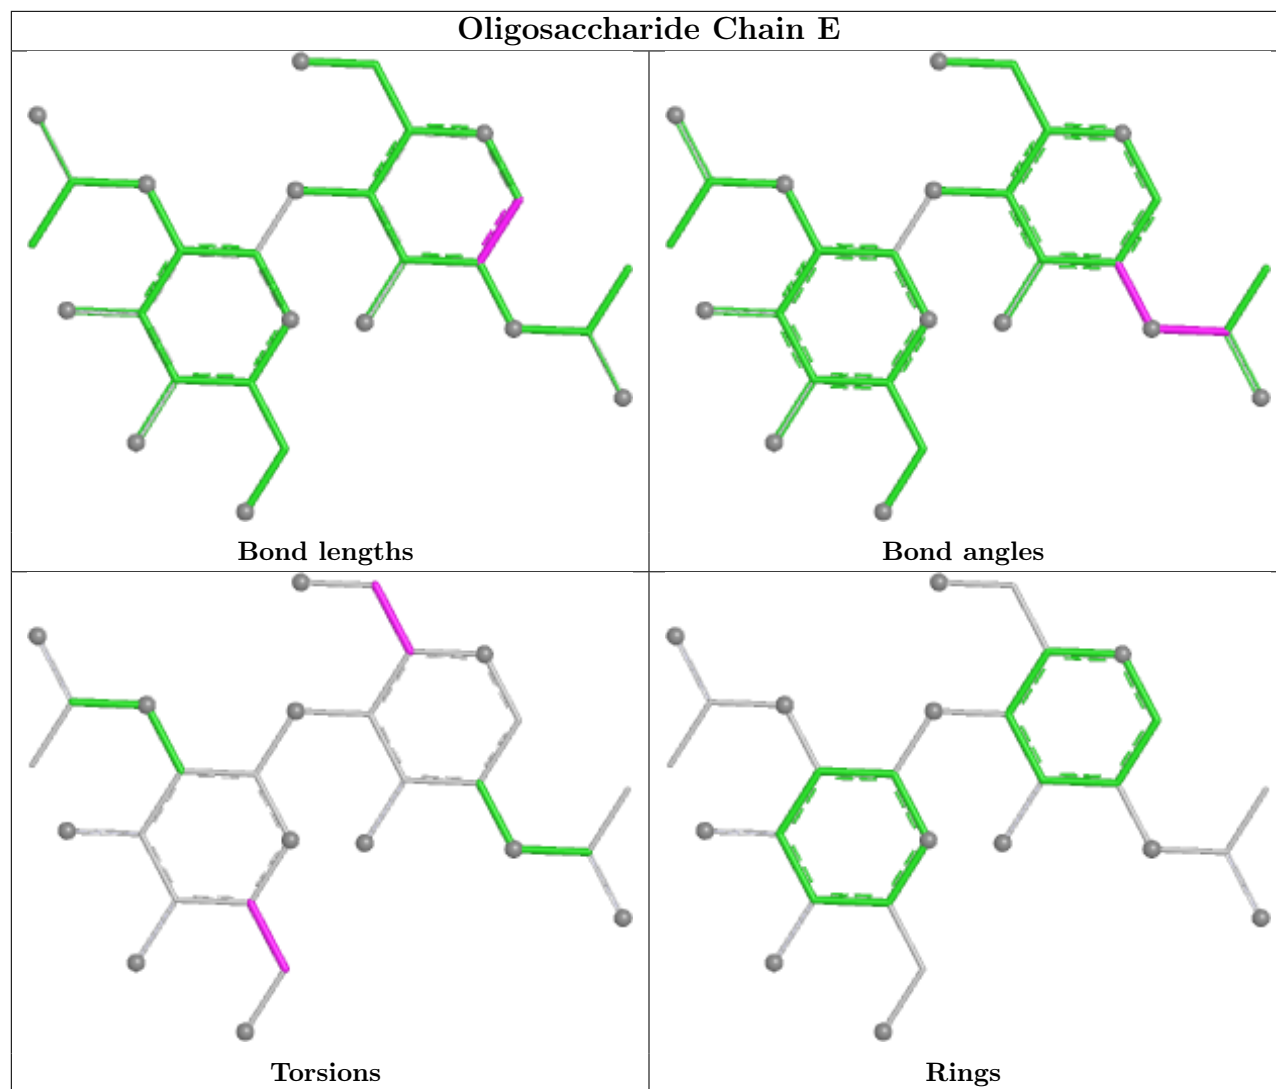 Oligosaccharide Chain E
Bond lengths
Bond angles
Torsions
Rings